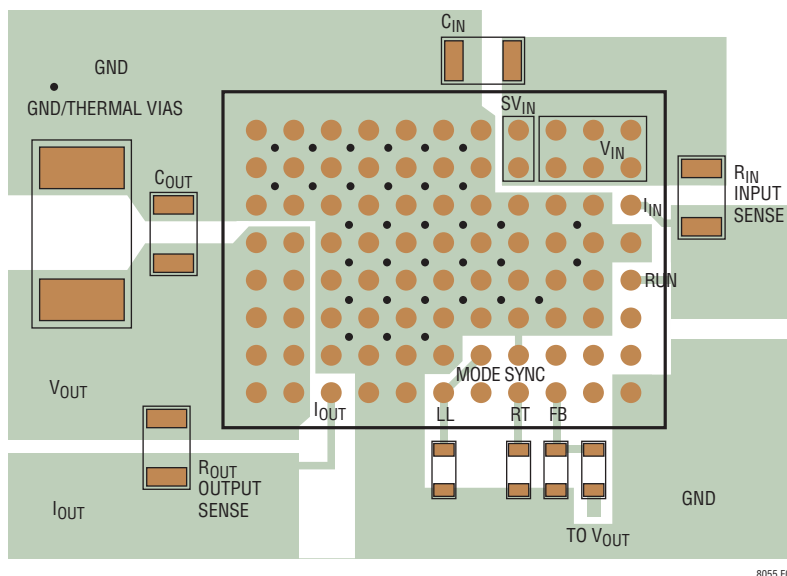 CIN
GND
GND/THERMAL VIAS
SVIN
VIN
COUT
RIN
INPUT
SENSE
IIN
RUN
MODE SYNC
VOUT
IOUT
LL
RT
FB
ROUT
OUTPUT
SENSE
IOUT
GND
TO VOUT